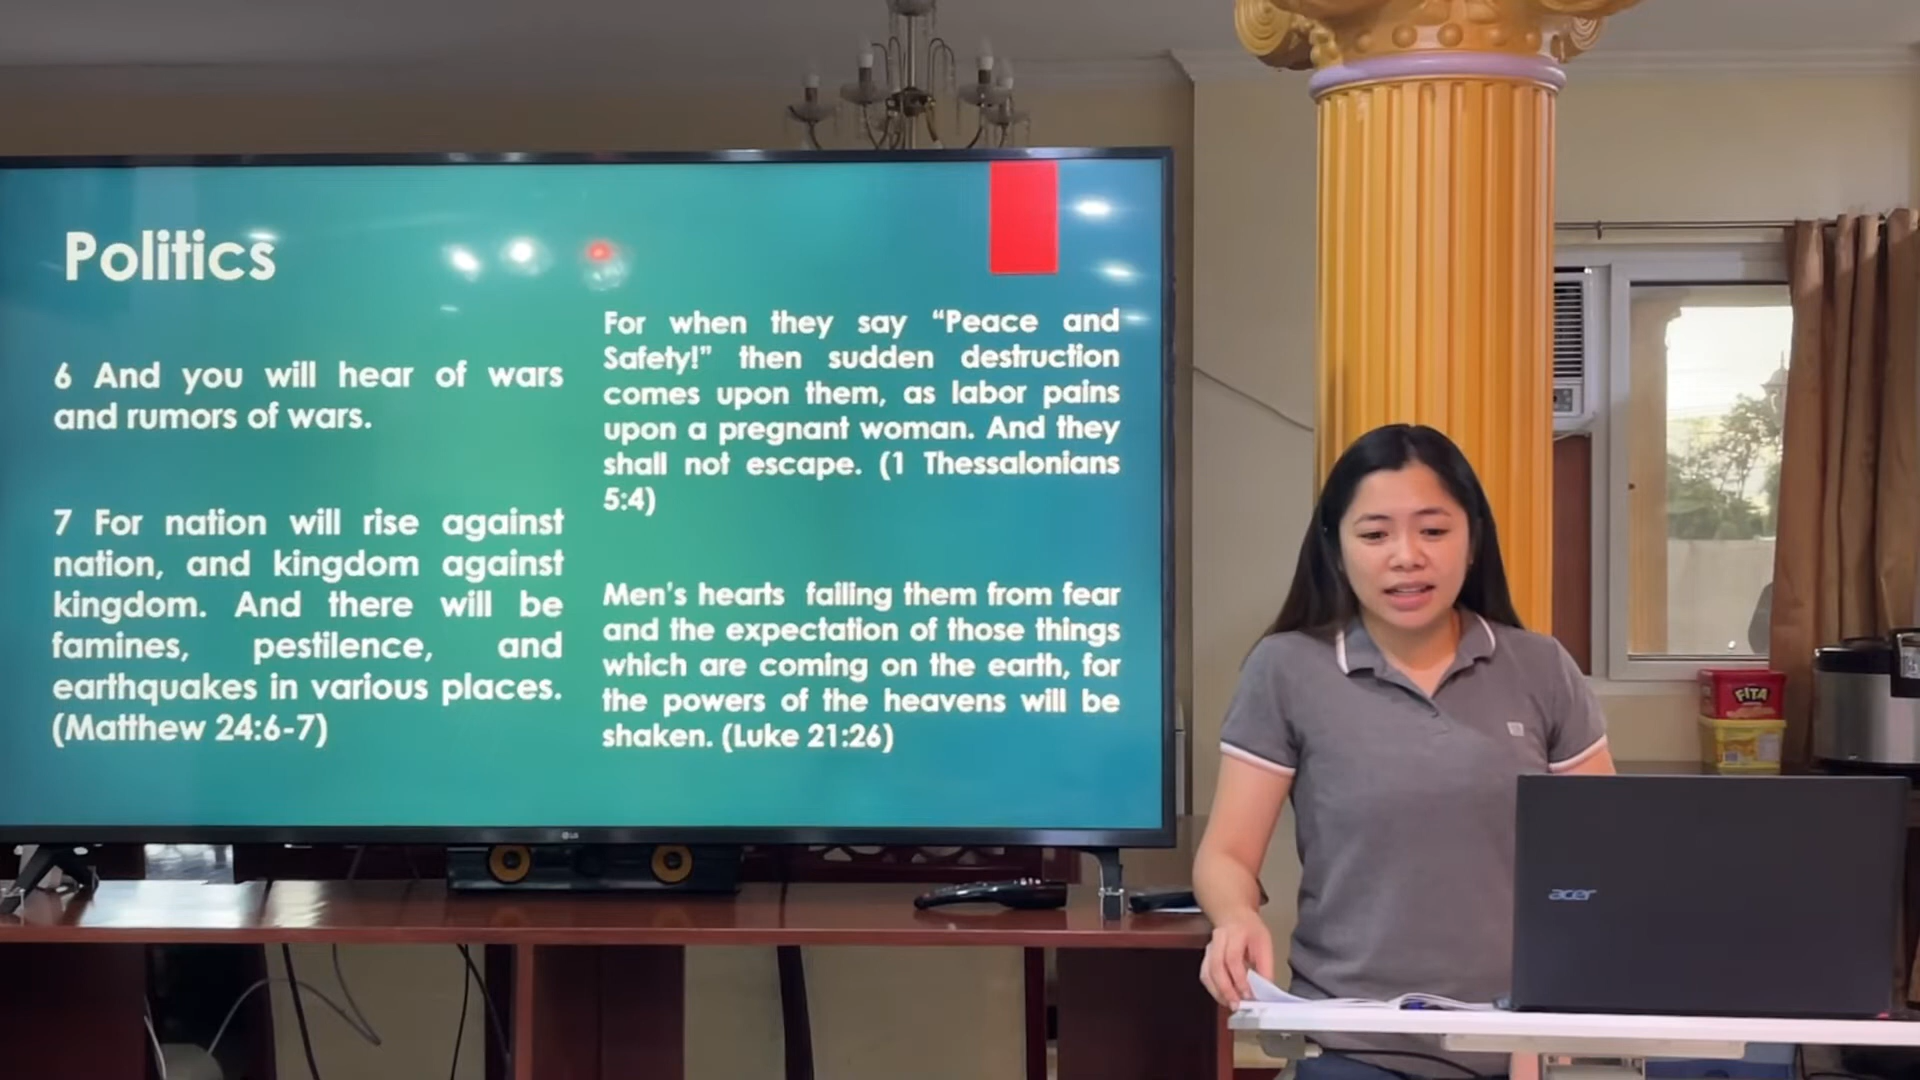 Politics
6 And you will hear of wars
and rumors of wars.
7 For nation will rise against
nation, and kingdom against
kingdom. And there will be
famines, pestilence, and
earthquakes in various places.
(Matthew 24:6-7)
For when they say “Peace and
Safety!” then sudden destruction
comes upon them, as labor pains
upon a pregnant woman. And they
shall not escape. (1 Thessalonians
5:4)
Men’s hearts failing them from fear
and the expectation of those things
which are coming on the earth, for
the powers of the heavens will be
shaken. (Luke 21:26)
LG
FITA
acer